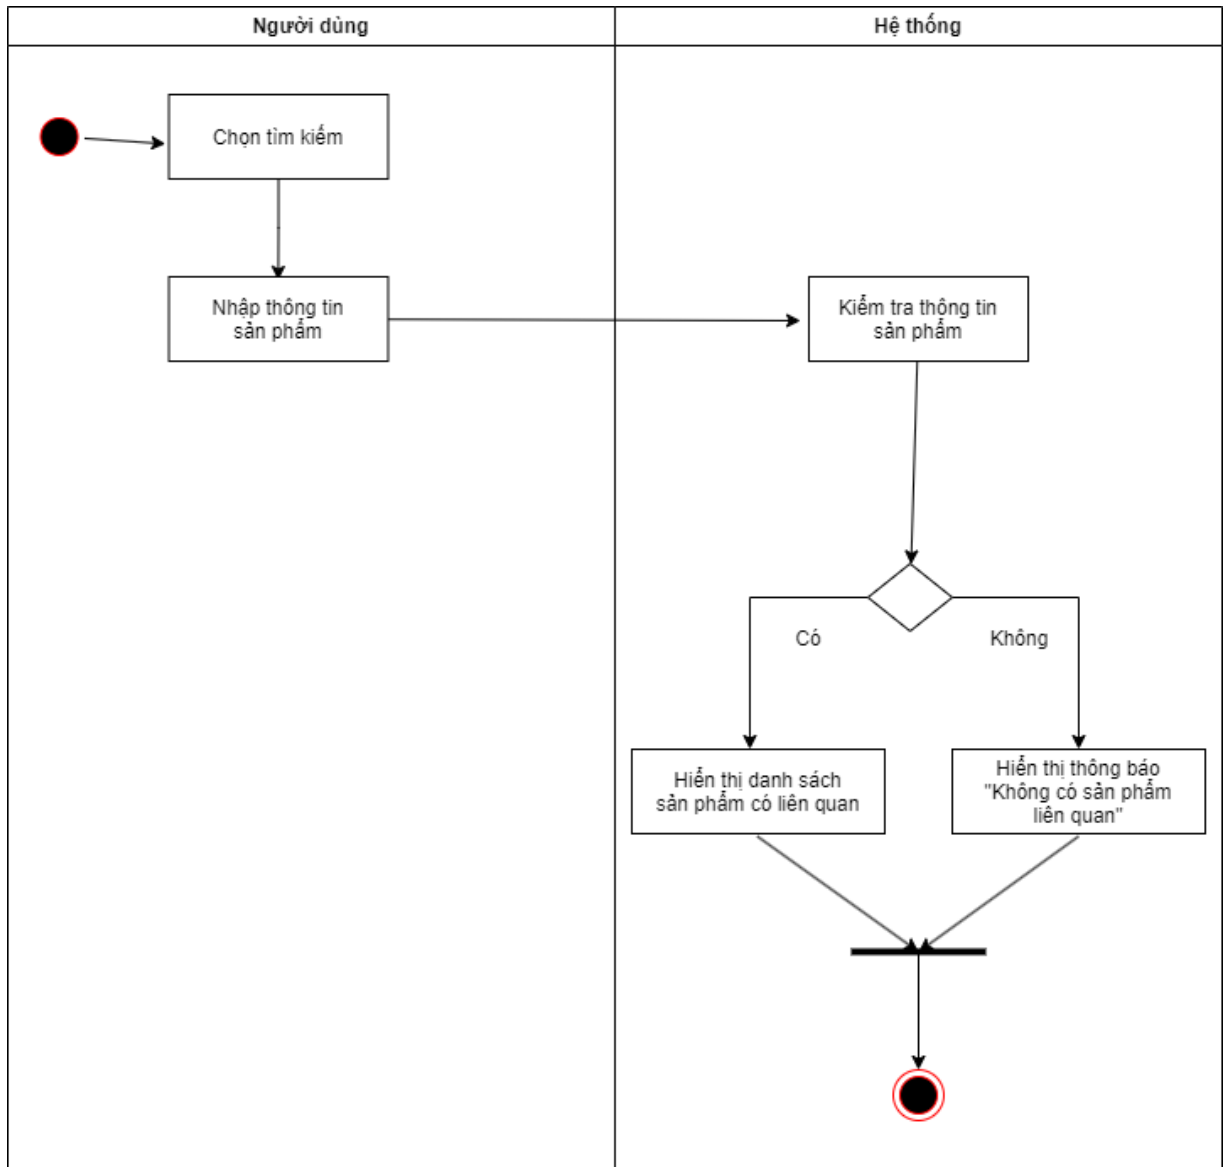 Người dùng
Hệ thống
Chọn tìm kiếm
Nhập thông tin
sản phẩm
Kiểm tra thông tin
sản phẩm
Có
Không
Hiển thị danh sách
sản phẩm có liên quan
Hiển thị thông báo
"Không có sản phẩm
liên quan"